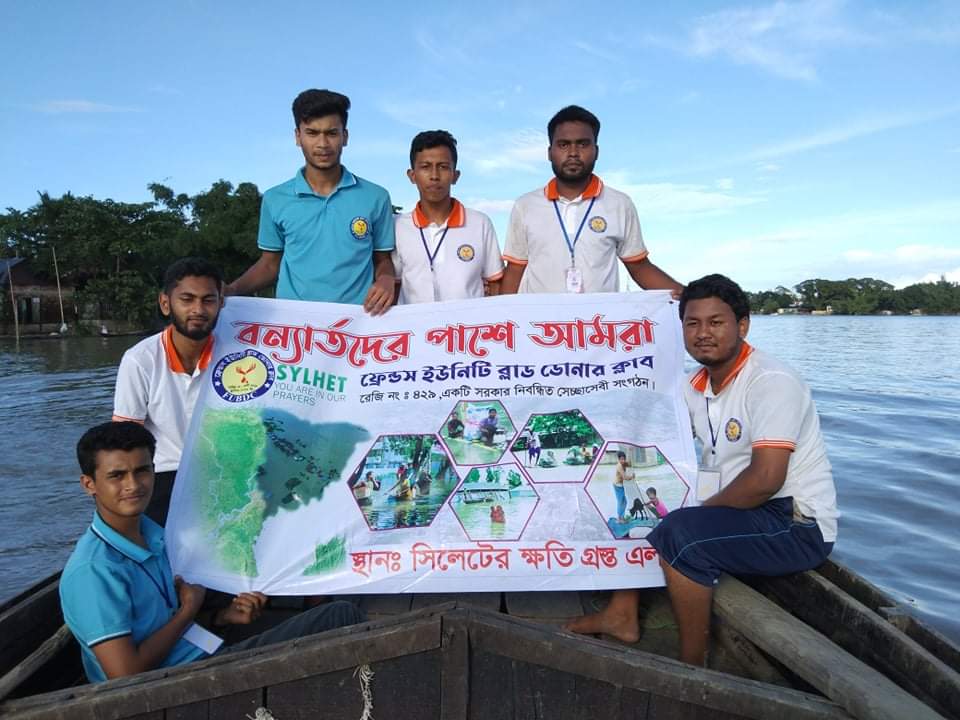 বন্যার্তদের পাশে আমরা
SYLHET
YOU ARE IN OUR
PRAYERS
ফ্রেন্ডস ইউনিটি ব্লাড ডোনার ক্লাব
রেজি নং ঃ ৪২৯,একটি সরকার নিবন্ধিত সেচ্ছাসেবী সংগঠন।
FUBDC
স্থানঃ সিলেটের ক্ষতি গ্রস্ত এল